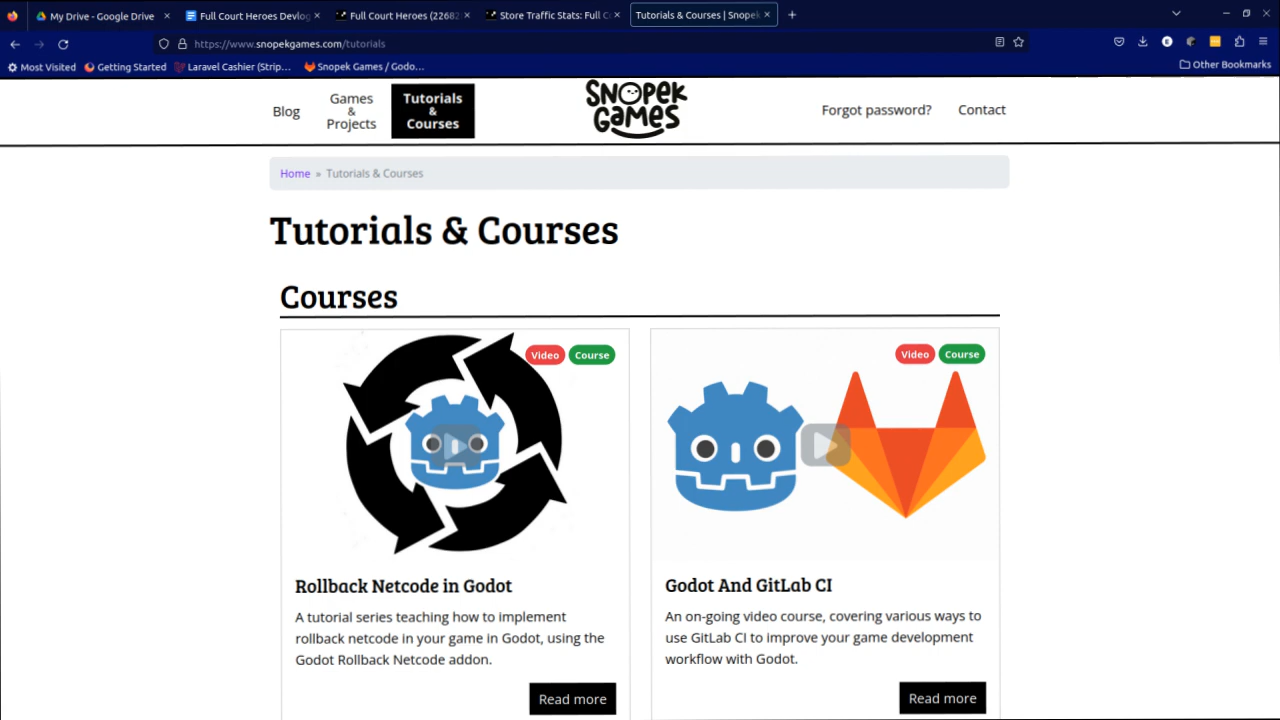 My Drive - Google Drive
Full Court Heroes Devlog
Full Court Heroes (22682
Store Traffic Stats: Full C
Tutorials & Courses | Snopek
https://www.snopekgames.com/tutorials
Most Visited
Getting Started
Laravel Cashier (Strip...
Snopek Games / Godo...
Other Bookmarks
Blog
Games
&
Projects
Tutorials
&
Courses
SNOPEK
GAMES
Forgot password?
Contact
Home » Tutorials & Courses
Tutorials & Courses
Courses
Video Course
Rollback Netcode in Godot
A tutorial series teaching how to implement
rollback netcode in your game in Godot, using the
Godot Rollback Netcode addon.
Read more
Video Course
Godot And GitLab CI
An on-going video course, covering various ways to
use GitLab CI to improve your game development
workflow with Godot.
Read more